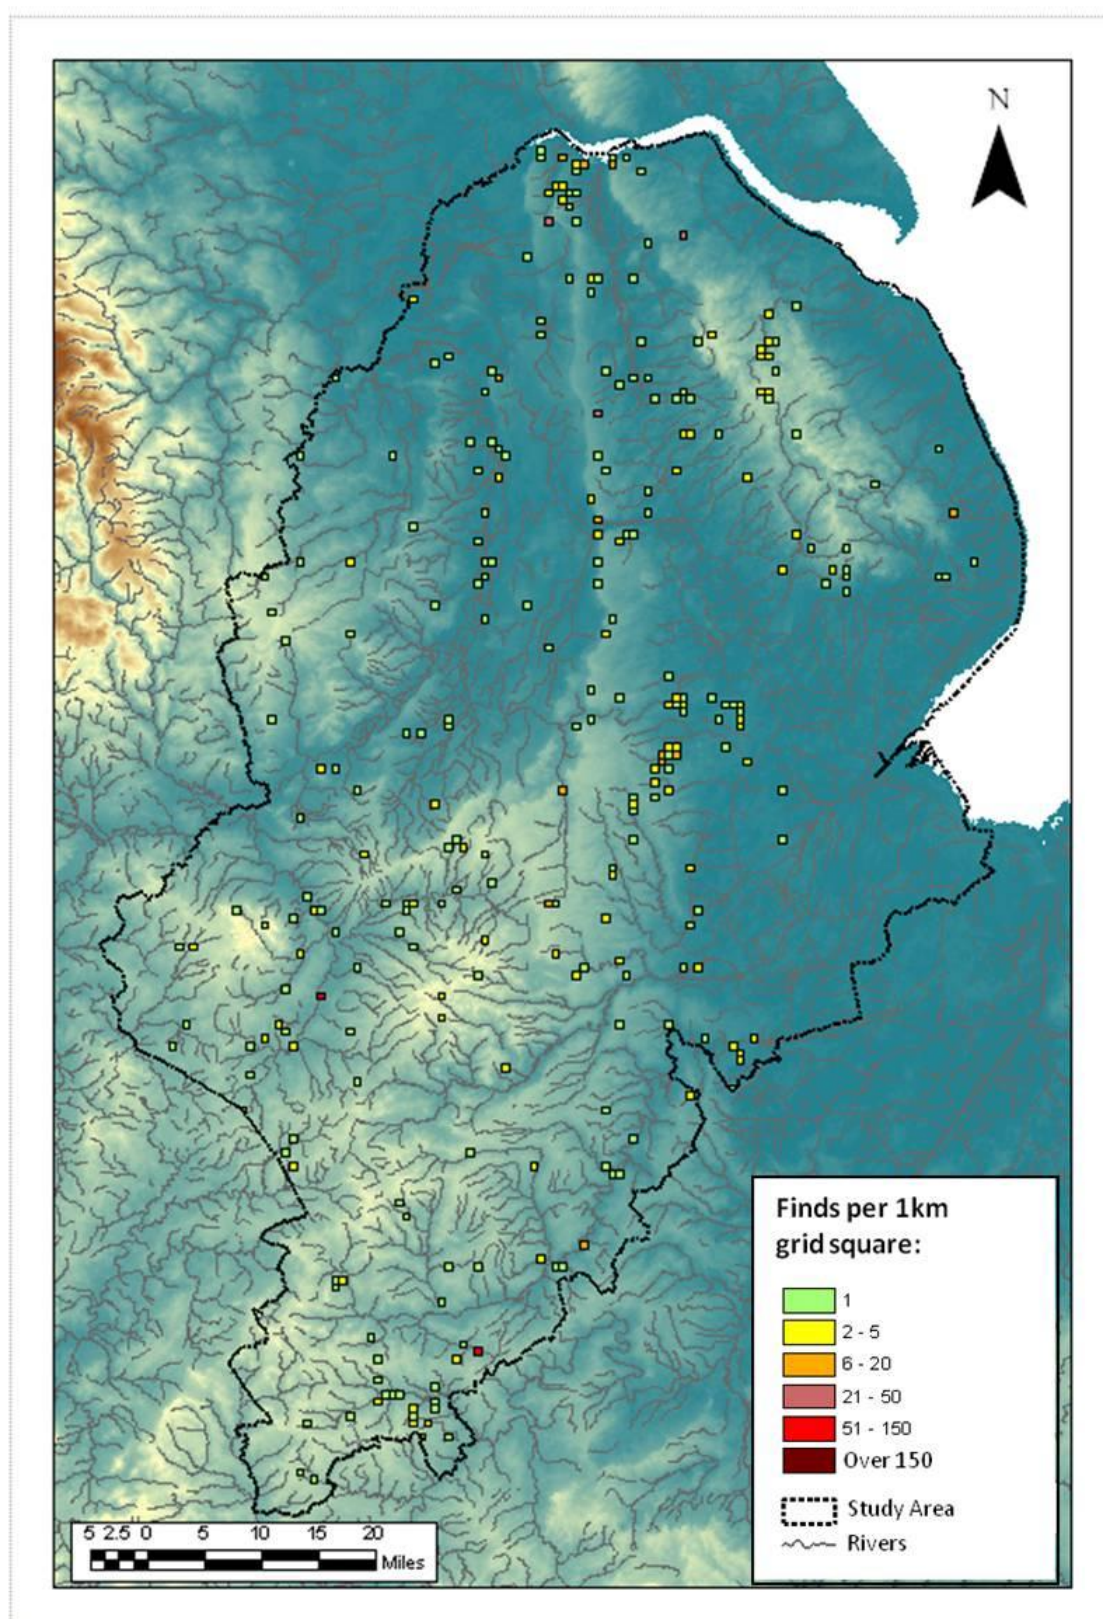 N
Finds per 1km
grid square:
1
2 - 5
6 - 20
21 - 50
51 - 150
Over 150
Study Area
Rivers
5 2.5 0 5 10 15 20
Miles